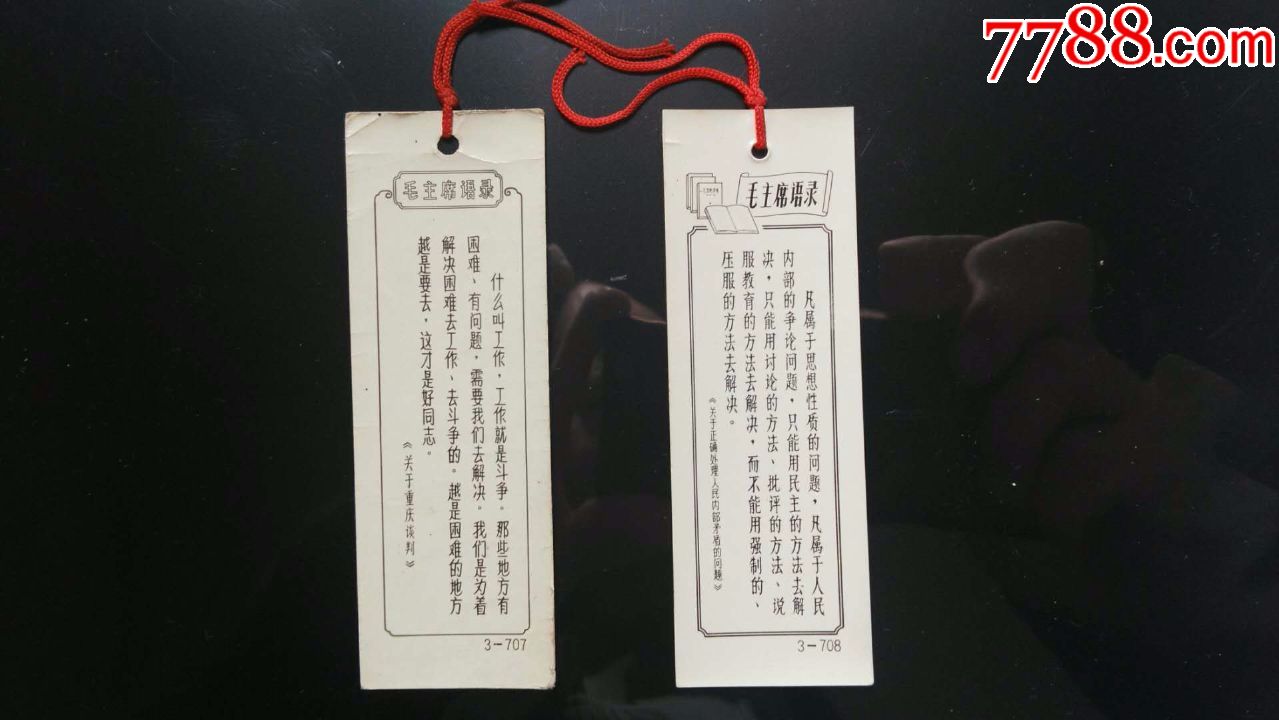 7788.com
毛主席语录
什么叫工作，工作就是斗争。那些地方有
困难、有问题，需要我们去解决。我们是为着
解决困难去工作、去斗争的。越是困难的地方
越是要去，这才是好同志。
《关于重庆谈判》
3-707
毛主席语录
凡属于思想性质的问题，凡属于人民
内部的争论问题，只能用民主的方法去解
决，只能用讨论的方法、批评的方法、说
服教育的方法去解决，而不能用强制的、
压服的方法去解决。
《关于正确处理人民内部矛盾的问题》
3-708